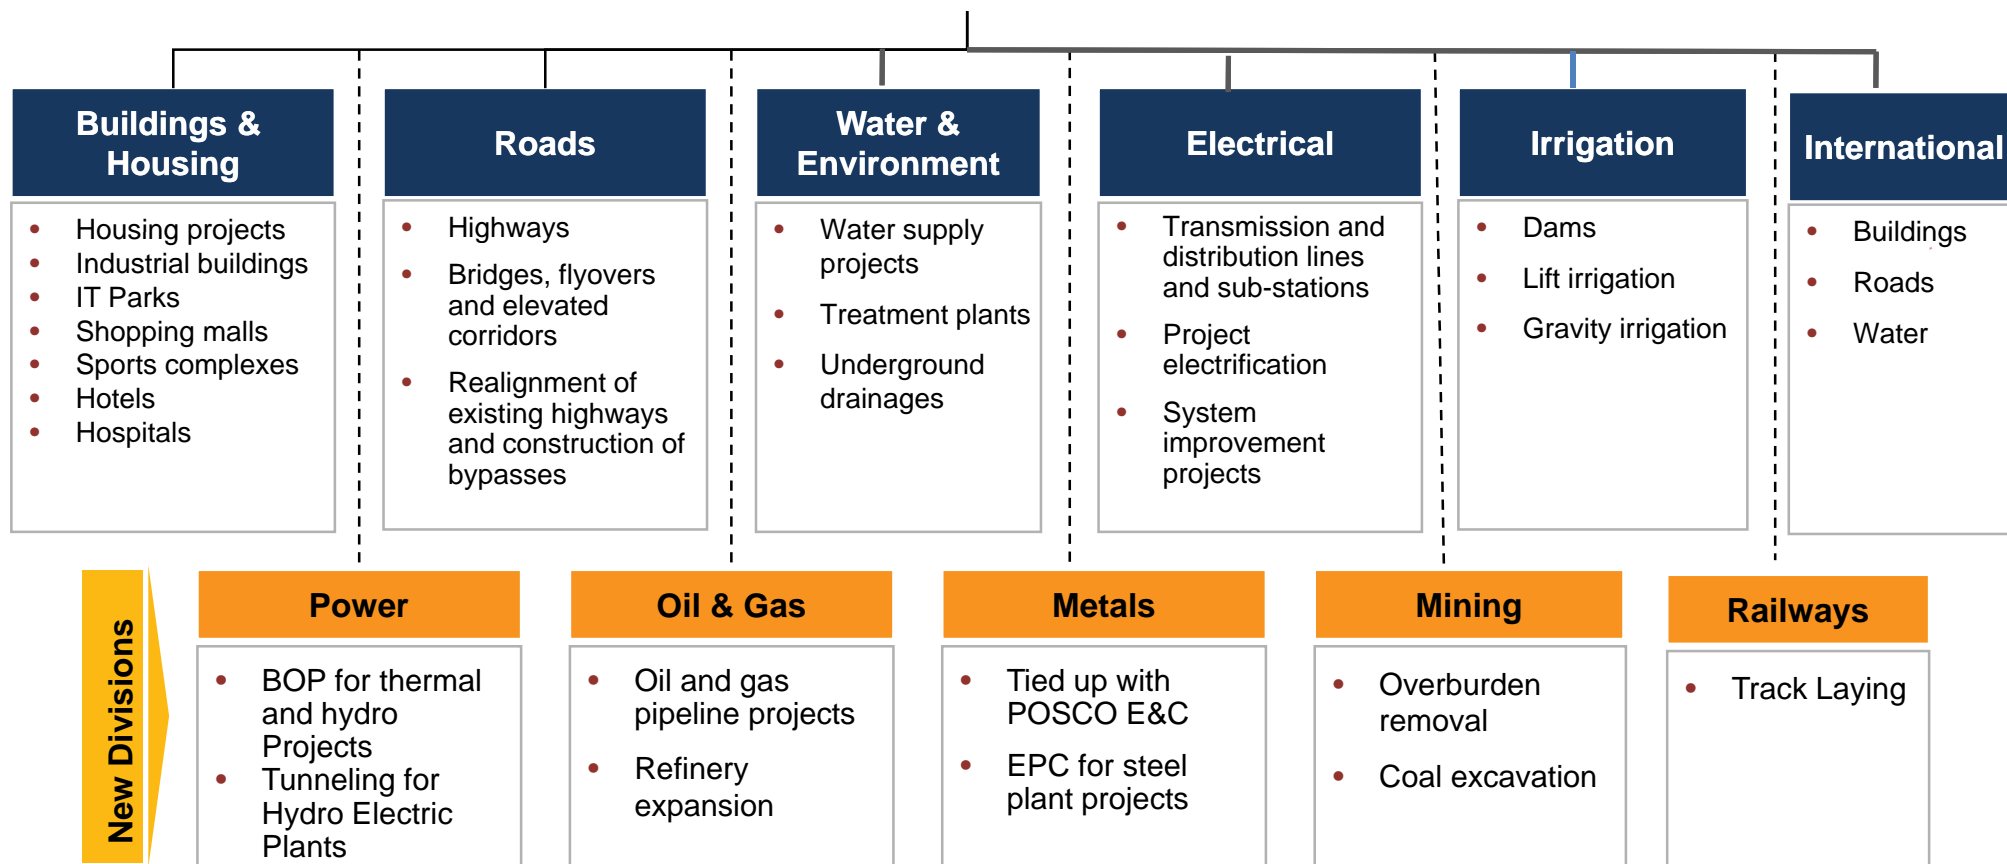 Buildings &
Housing
Housing projects
Industrial buildings
IT Parks
Shopping malls
Sports complexes
Hotels
Hospitals
Roads
Highways
Bridges, flyovers
and elevated
corridors
Realignment of
existing highways
and construction of
bypasses
Water &
Environment
Water supply
projects
Treatment plants
Underground
drainages
Electrical
Transmission and
distribution lines
and sub-stations
Project
electrification
System
improvement
projects
Irrigation
Dams
Lift irrigation
Gravity irrigation
International
Buildings
Roads
Water
New Divisions
Power
BOP for thermal
and hydro
Projects
Tunneling for
Hydro Electric
Plants
Oil & Gas
Oil and gas
pipeline projects
Refinery
expansion
Metals
Tied up with
POSCO E&C
EPC for steel
plant projects
Mining
Overburden
removal
Coal excavation
Railways
Track Laying